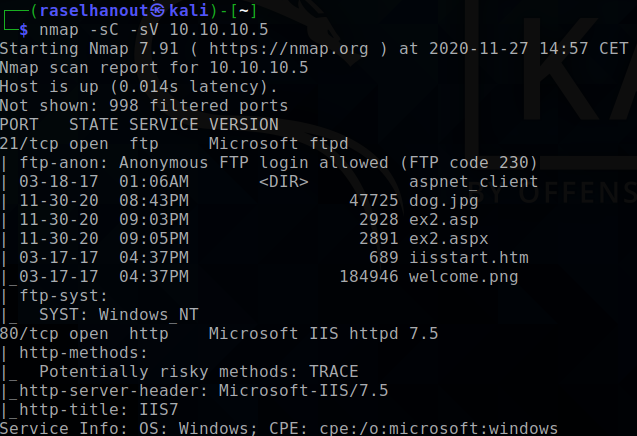 ┌──(raselhanout㉿kali)-[~]
└─$ nmap -sC -sV 10.10.10.5
Starting Nmap 7.91 ( https://nmap.org ) at 2020-11-27 14:57 CET
Nmap scan report for 10.10.10.5
Host is up (0.014s latency).
Not shown: 998 filtered ports
PORT   STATE SERVICE VERSION
21/tcp open  ftp     Microsoft ftpd
| ftp-anon: Anonymous FTP login allowed (FTP code 230)
| 03-18-17  01:06AM       <DIR>          aspnet_client
| 11-30-20  08:43PM                47725 dog.jpg
| 11-30-20  09:03PM                 2928 ex2.asp
| 11-30-20  09:05PM                 2891 ex2.aspx
| 03-17-17  04:37PM                  689 iisstart.htm
|_03-17-17  04:37PM               184946 welcome.png
| ftp-syst:
|_  SYST: Windows_NT
80/tcp open  http    Microsoft IIS httpd 7.5
| http-methods:
|_  Potentially risky methods: TRACE
|_http-server-header: Microsoft-IIS/7.5
|_http-title: IIS7
Service Info: OS: Windows; CPE: cpe:/o:microsoft:windows
KA
BY OFFENS